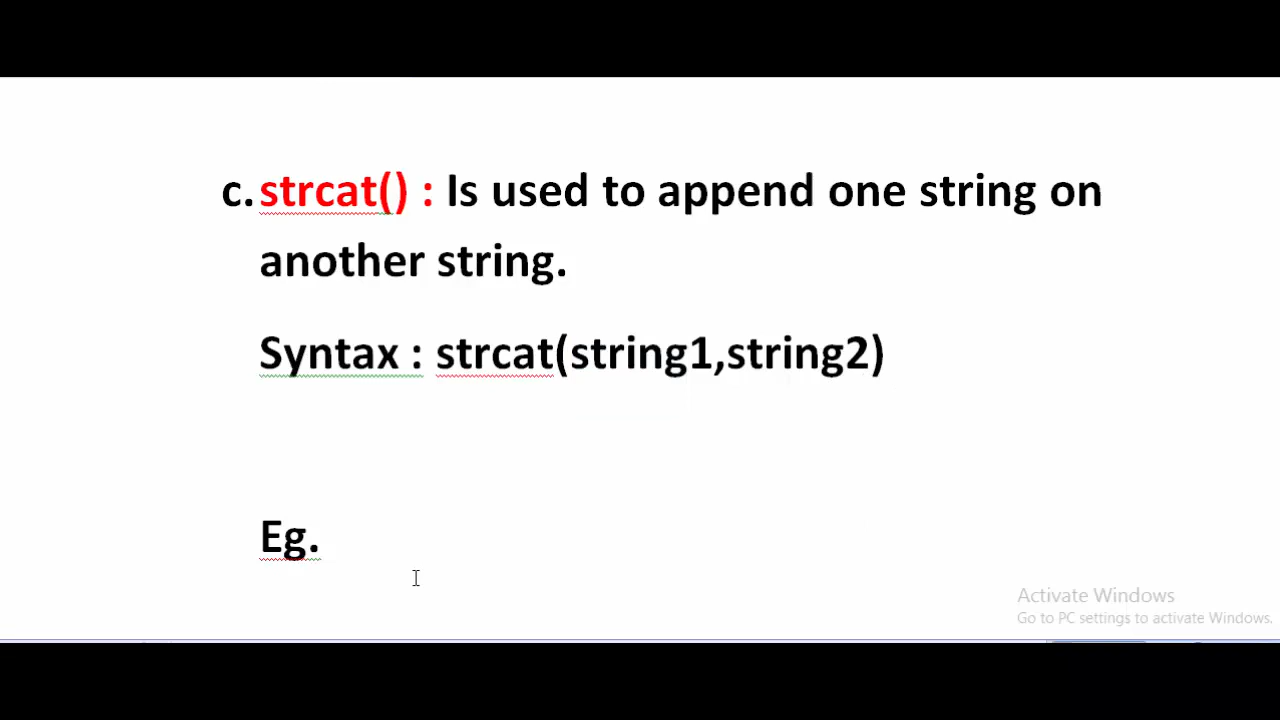 c. strcat() : Is used to append one string on
another string.
Syntax : strcat(string1,string2)
Eg.
Activate Windows
Go to PC settings to activate Windows.